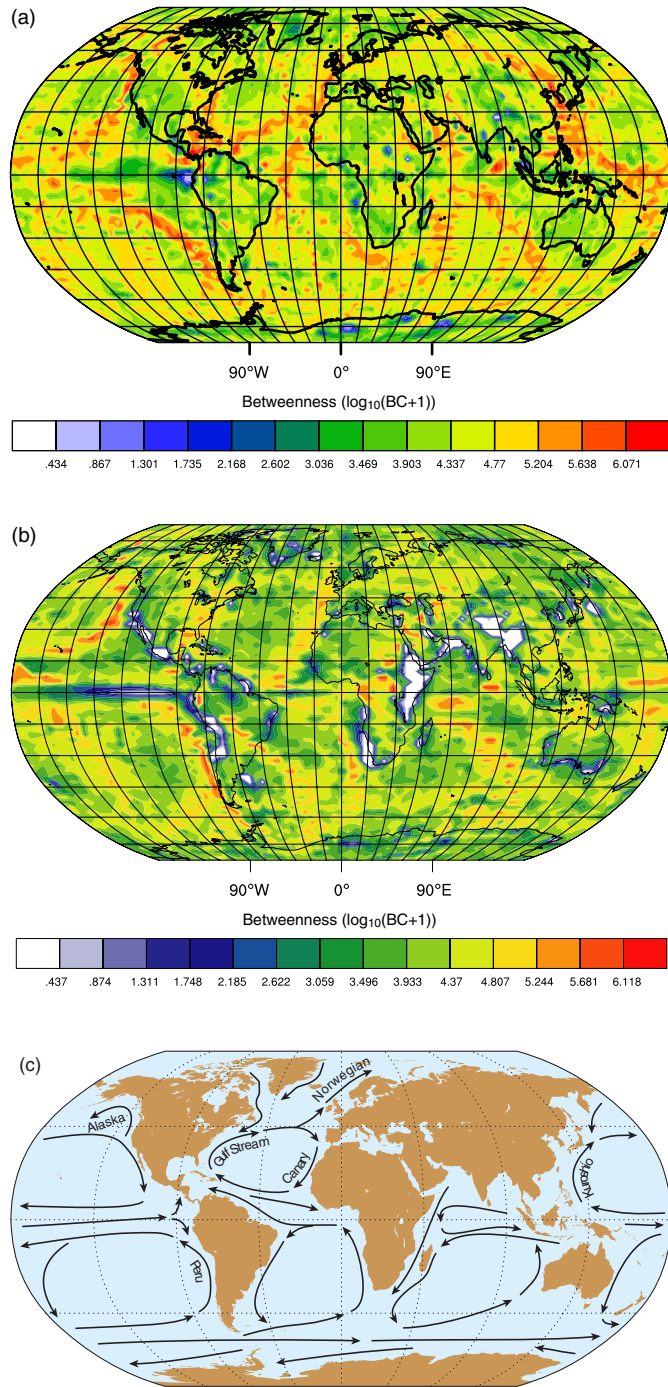 (a)
90°W 0° 90°E
Betweenness (log₁₀(BC+1))
.434 .867 1.301 1.735 2.168 2.602 3.036 3.469 3.903 4.337 4.77 5.204 5.638 6.071
(b)
90°W 0° 90°E
Betweenness (log₁₀(BC+1))
.437 .874 1.311 1.748 2.185 2.622 3.059 3.496 3.933 4.37 4.807 5.244 5.681 6.118
(c)
Norwegian
Alaska
Gulf Stream
Canary
Kuroshio
Peru